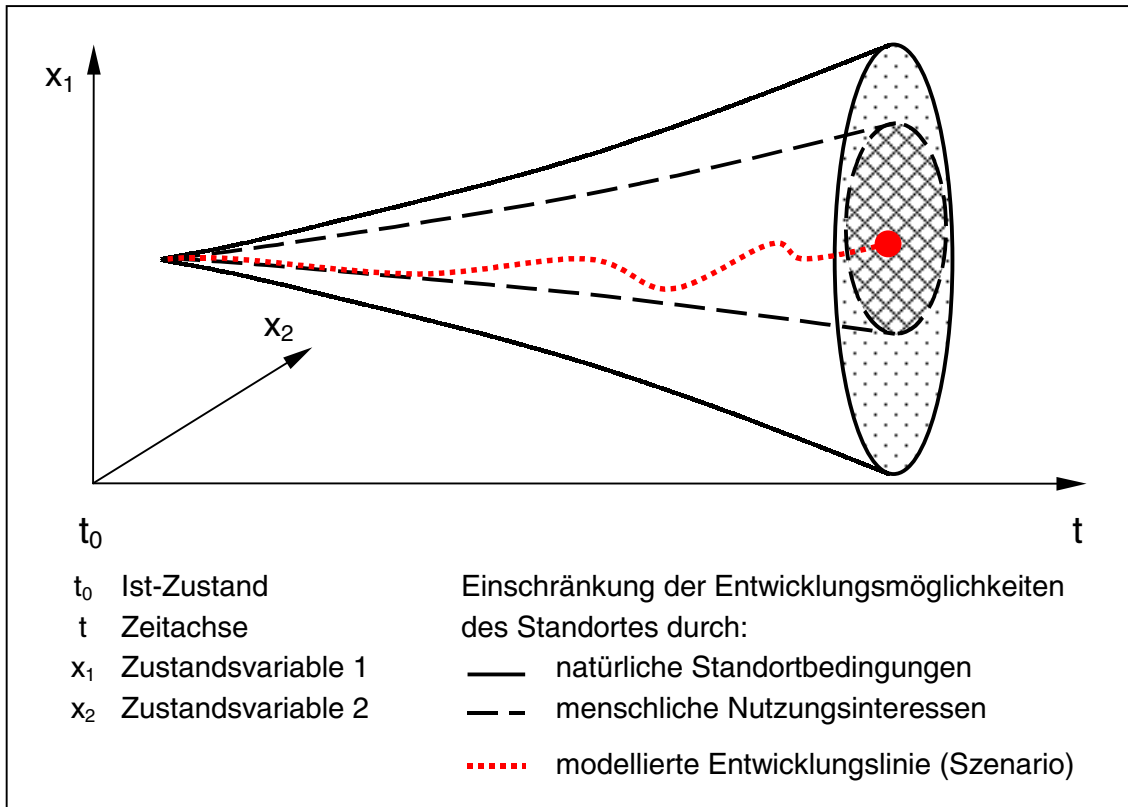 x₁
x₂
t₀
t
t₀ Ist-Zustand
t Zeitachse
x₁ Zustandsvariable 1
x₂ Zustandsvariable 2
Einschränkung der Entwicklungsmöglichkeiten
des Standortes durch:
natürliche Standortbedingungen
menschliche Nutzungsinteressen
modellierte Entwicklungslinie (Szenario)